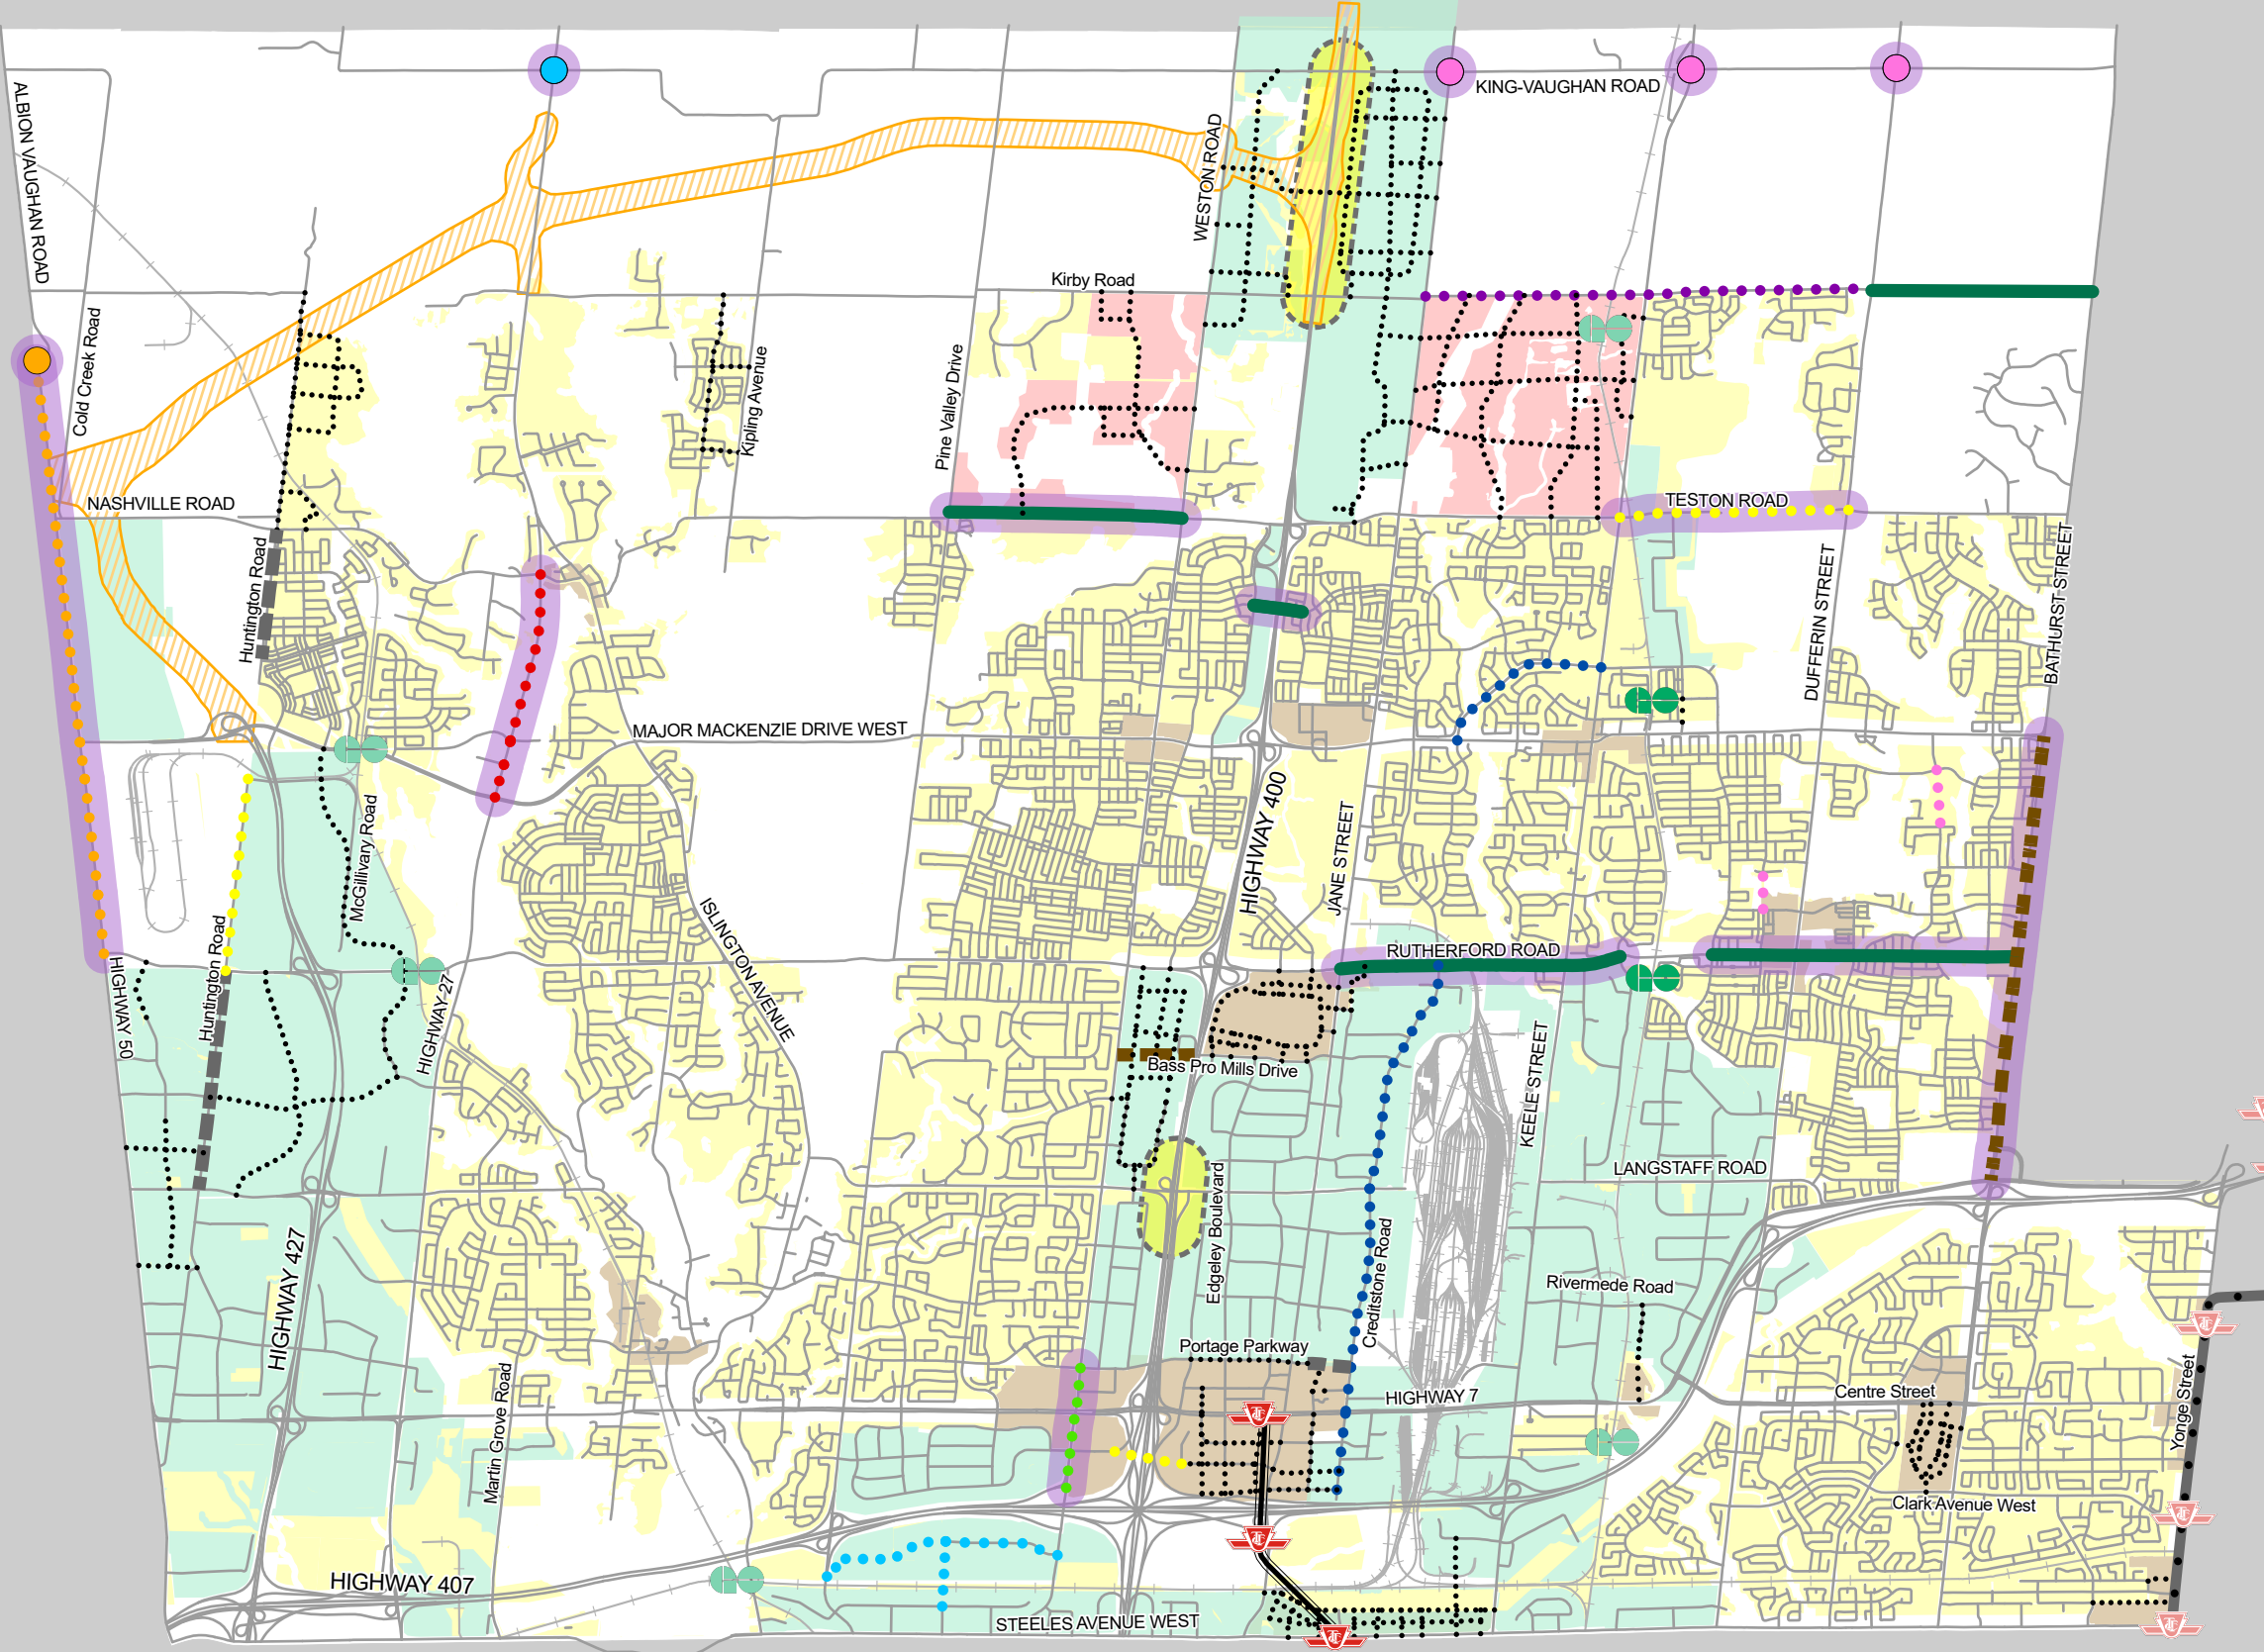 KING-VAUGHAN ROAD
ALBION VAUGHAN ROAD
WESTON ROAD
Kirby Road
Cold Creek Road
Kipling Avenue
Pine Valley Drive
NASHVILLE ROAD
TESTON ROAD
Huntington Road
DUFFERIN STREET
BATHURST STREET
MAJOR MACKENZIE DRIVE WEST
HIGHWAY 400
McGillivary Road
JANE STREET
ISLINGTON AVENUE
Huntington Road
RUTHERFORD ROAD
HIGHWAY 50
HIGHWAY 27
KEELE STREET
Bass Pro Mills Drive
LANGSTAFF ROAD
Edgeley Boulevard
HIGHWAY 427
Creditstone Road
Rivermede Road
Portage Parkway
Martin Grove Road
HIGHWAY 7
Centre Street
Yonge Street
Clark Avenue West
HIGHWAY 407
STEELES AVENUE WEST